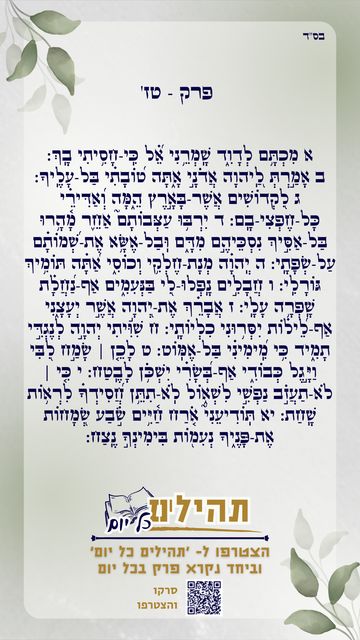 בס״ד
פרק - טז'
א מִכְתָּם לְדָוִד שָׁמְרֵנִי אֵל כִּי-חָסִיתִי בָךְ:
ב אָמַרְתְּ לַיהוָה אֲדֹנָי אָתָּה טוֹבָתִי בַּל-עָלֶיךָ:
ג לִקְדוֹשִׁים אֲשֶׁר-בָּאָרֶץ הֵמָּה וְאַדִּירֵי
כָּל-חֶפְצִי-בָם: ד יִרְבּוּ עַצְּבוֹתָם אַחֵר מָהָרוּ
בַּל-אַסִּיךְ נִסְכֵּיהֶם מִדָּם וּבַל-אֶשָּׂא אֶת-שְׁמוֹתָם
עַל-שְׂפָתָי: ה יְהוָה מְנָת-חֶלְקִי וְכוֹסִי אַתָּה תּוֹמִיךְ
גּוֹרָלִי: ו חֲבָלִים נָפְלוּ-לִי בַּנְּעִמִים אַף-נַחֲלָת
שָׁפְרָה עָלָי: ז אֲבָרֵךְ אֶת-יְהוָה אֲשֶׁר יְעָצָנִי
אַף-לֵילוֹת יִסְּרוּנִי כִלְיוֹתָי: ח שִׁוִּיתִי יְהוָה לְנֶגְדִּי
תָמִיד כִּי מִימִינִי בַּל-אֶמּוֹט: ט לָכֵן | שָׂמַח לִבִּי
וַיָּגֶל כְּבוֹדִי אַף-בְּשָׂרִי יִשְׁכֹּן לָבֶטַח: י כִּי |
לֹא-תַעֲזֹב נַפְשִׁי לִשְׁאוֹל לֹא-תִתֵּן חֲסִידְךָ לִרְאוֹת
שָׁחַת: יא תּוֹדִיעֵנִי אֹרַח חַיִּים שֹׂבַע שְׂמָחוֹת
אֶת-פָּנֶיךָ נְעִמוֹת בִּימִינְךָ נֶצַח:
תהילים
כל יום!
הצטרפו ל- 'תהילים כל יום'
וביחד נקרא פרק בכל יום
סרקו
והצטרפו